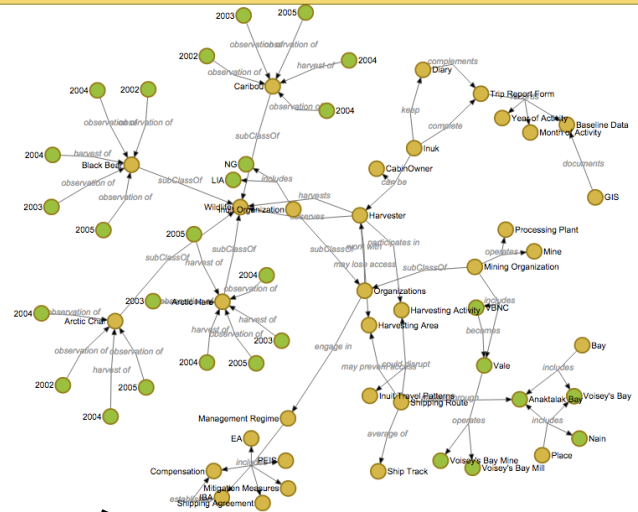 2003
2005
observation of
observation of
complements
2002
2004
harvest of
Diary
observation of
Caribou
Trip Report Form
2004
2002
observation of
2004
keep
Year of Activity
Baseline Data
Month of Activity
observation of
observation of
complete
subClassOf
Inuk
2004
harvest of
Black Bear
NG
CabinOwner
documents
observation of
LIA
includes
can be
subClassOf
GIS
observation of
harvests
2003
Wildlife
Inuit Organization
observes
Harvester
2005
2005
Processing Plant
subClassOf
subClassOf
work with
participates in
operates
Mine
subClassOf
harvest of
may lose access
subClassOf
Mining Organization
2004
observation of
Organizations
2003
Arctic Hare
includes
2004
observation of
Harvesting Activity
VBNC
Arctic Char
harvest of
Harvesting Area
becomes
harvest of
observation of
2003
Bay
observation of
observation of
engage in
2004
2005
may prevent access
could disrupt
Vale
includes
harvest of
2002
2005
Inuit Travel Patterns
Shipping Route
Anaktalak Bay
Voisey's Bay
2004
Management Regime
operates
includes
EA
average of
Nain
PEIS
Place
includes
Voisey's Bay Mine
Compensation
Ship Track
Voisey's Bay Mill
Mitigation Measures
IBA
Shipping Agreement